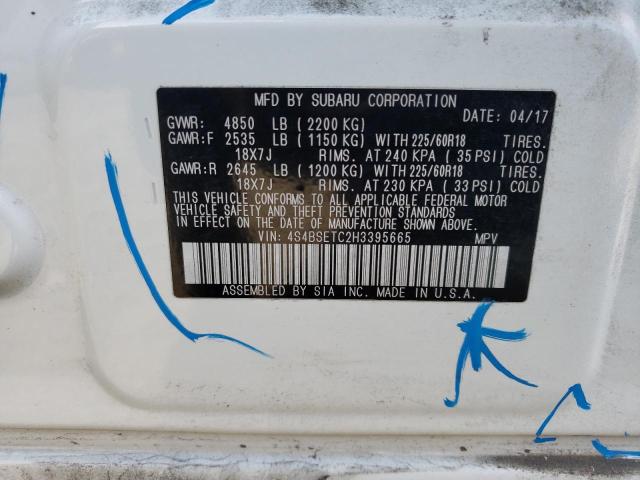 MFD BY SUBARU CORPORATION
DATE: 04/17
GVWR: 4850 LB (2200 KG)
GAWR:F 2535 LB (1150 KG) WITH 225/60R18 TIRES.
18X7J RIMS. AT 240 KPA (35 PSI) COLD
GAWR:R 2645 LB (1200 KG) WITH 225/60R18 TIRES.
18X7J RIMS. AT 230 KPA (33 PSI) COLD
THIS VEHICLE CONFORMS TO ALL APPLICABLE FEDERAL MOTOR
VEHICLE SAFETY AND THEFT PREVENTION STANDARDS
IN EFFECT ON THE DATE OF MANUFACTURE SHOWN ABOVE.
VIN: 4S4BSETC2H3395665 MPV
ASSEMBLED BY SIA INC. MADE IN U.S.A.